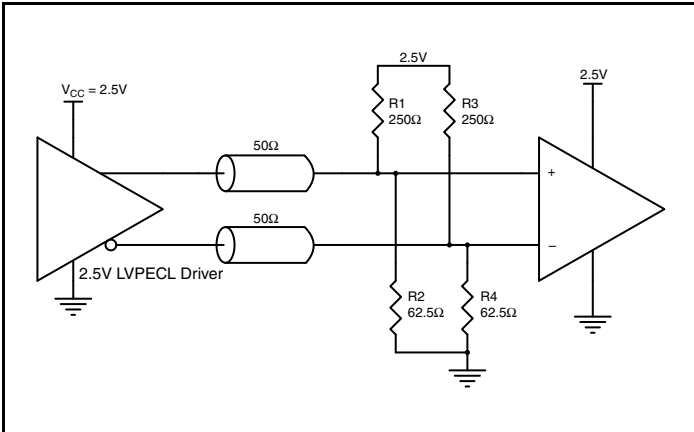 2.5V
V_CC = 2.5V
2.5V
R1
250Ω
R3
250Ω
50Ω
+
50Ω
−
2.5V LVPECL Driver
R2
62.5Ω
R4
62.5Ω